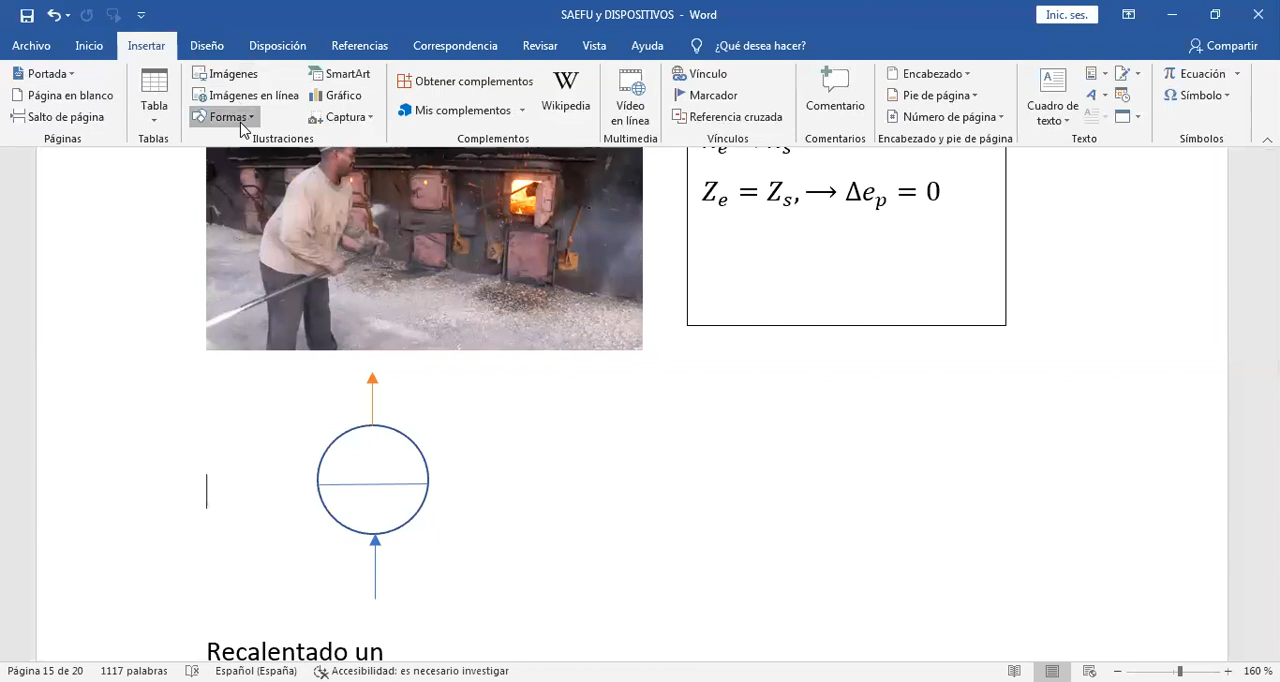 SAEFU y DISPOSITIVOS - Word
Inic. ses.
Archivo Inicio Insertar Diseño Disposición Referencias Correspondencia Revisar Vista Ayuda ¿Qué desea hacer? Compartir
Portada
Página en blanco
Salto de página
Páginas
Tabla
Tablas
Imágenes
Imágenes en línea
Formas
SmartArt
Gráfico
Captura
Ilustraciones
Obtener complementos
Mis complementos
Wikipedia
Complementos
Vídeo
en línea
Multimedia
Vínculo
Marcador
Referencia cruzada
Vínculos
Comentario
Comentarios
Encabezado
Pie de página
Número de página
Encabezado y pie de página
Cuadro de
texto
Texto
Ecuación
Símbolo
Símbolos
Z_e = Z_s, → Δe_p = 0
Recalentado un
Página 15 de 20 1117 palabras Español (España) Accesibilidad: es necesario investigar 160 %